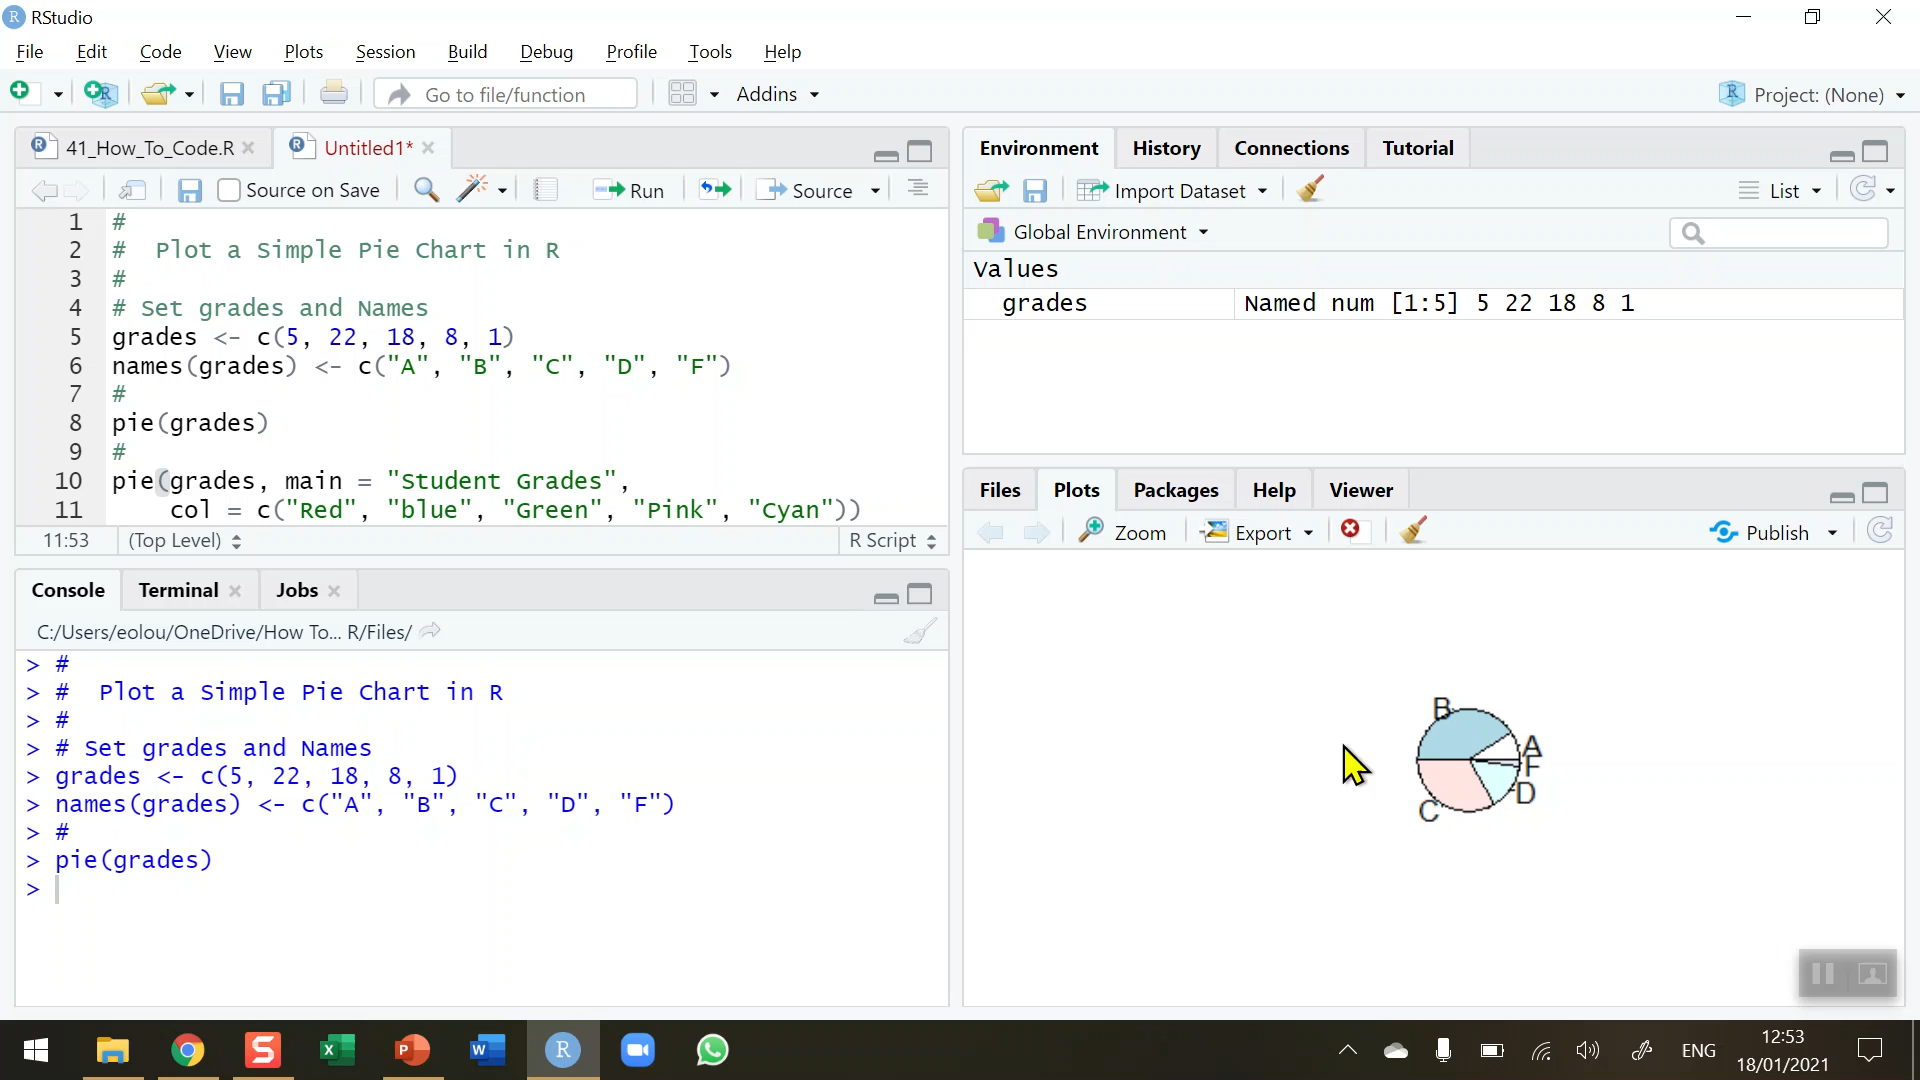 RStudio
File Edit Code View Plots Session Build Debug Profile Tools Help
Go to file/function Addins Project: (None)
41_How_To_Code.R Untitled1*
Source on Save Run Source
1 #
2 #  Plot a Simple Pie Chart in R
3 #
4 # Set grades and Names
5 grades <- c(5, 22, 18, 8, 1)
6 names(grades) <- c("A", "B", "C", "D", "F")
7 #
8 pie(grades)
9 #
10 pie(grades, main = "Student Grades",
11     col = c("Red", "blue", "Green", "Pink", "Cyan"))
11:53 (Top Level) R Script
Console Terminal Jobs
C:/Users/eolou/OneDrive/How To... R/Files/
> #
> #  Plot a Simple Pie Chart in R
> #
> # Set grades and Names
> grades <- c(5, 22, 18, 8, 1)
> names(grades) <- c("A", "B", "C", "D", "F")
> #
> pie(grades)
>
Environment History Connections Tutorial
Import Dataset List
Global Environment
Values
grades Named num [1:5] 5 22 18 8 1
Files Plots Packages Help Viewer
Zoom Export Publish
B
A
F
D
C
ENG
12:53
18/01/2021